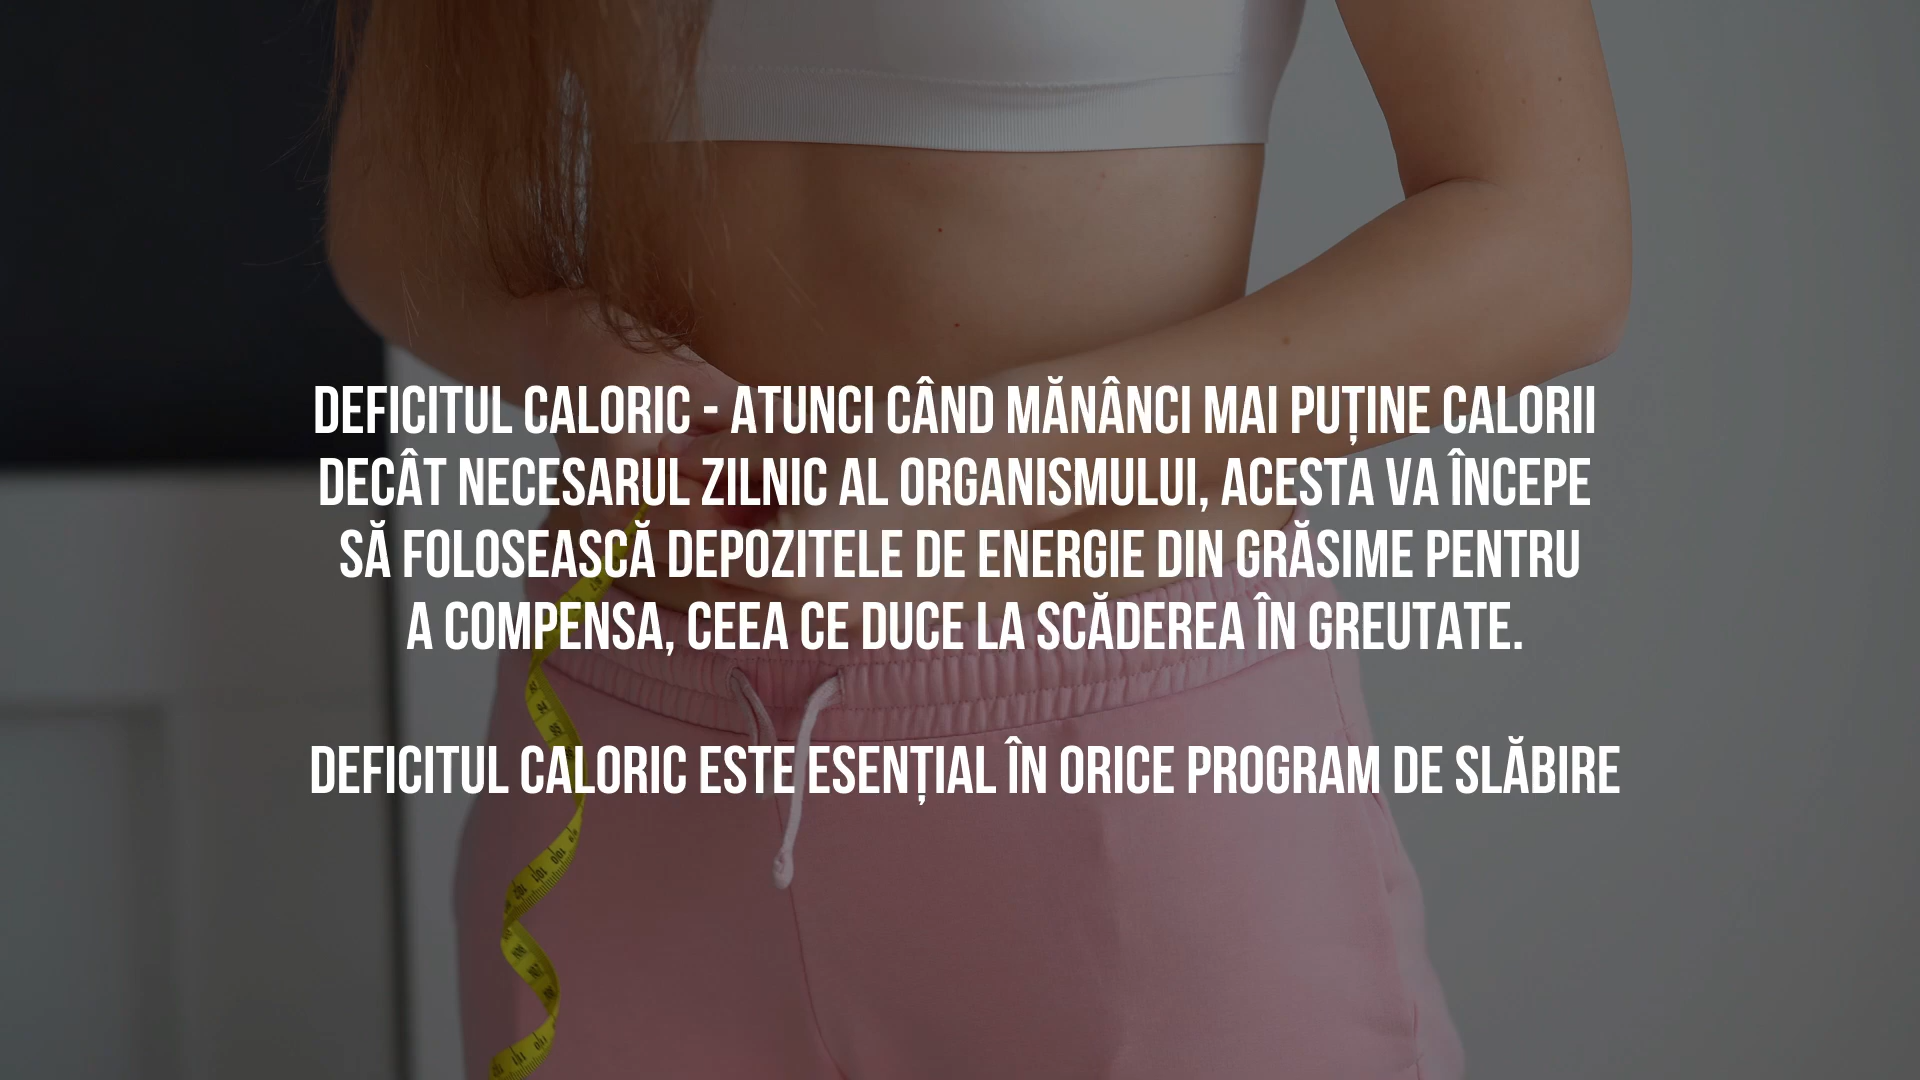 DEFICITUL CALORIC - ATUNCI CÂND MĂNÂNCI MAI PUȚINE CALORII
DECÂT NECESARUL ZILNIC AL ORGANISMULUI, ACESTA VA ÎNCEPE
SĂ FOLOSEASCĂ DEPOZITELE DE ENERGIE DIN GRĂSIME PENTRU
A COMPENSA, CEEA CE DUCE LA SCĂDEREA ÎN GREUTATE.
DEFICITUL CALORIC ESTE ESENȚIAL ÎN ORICE PROGRAM DE SLĂBIRE